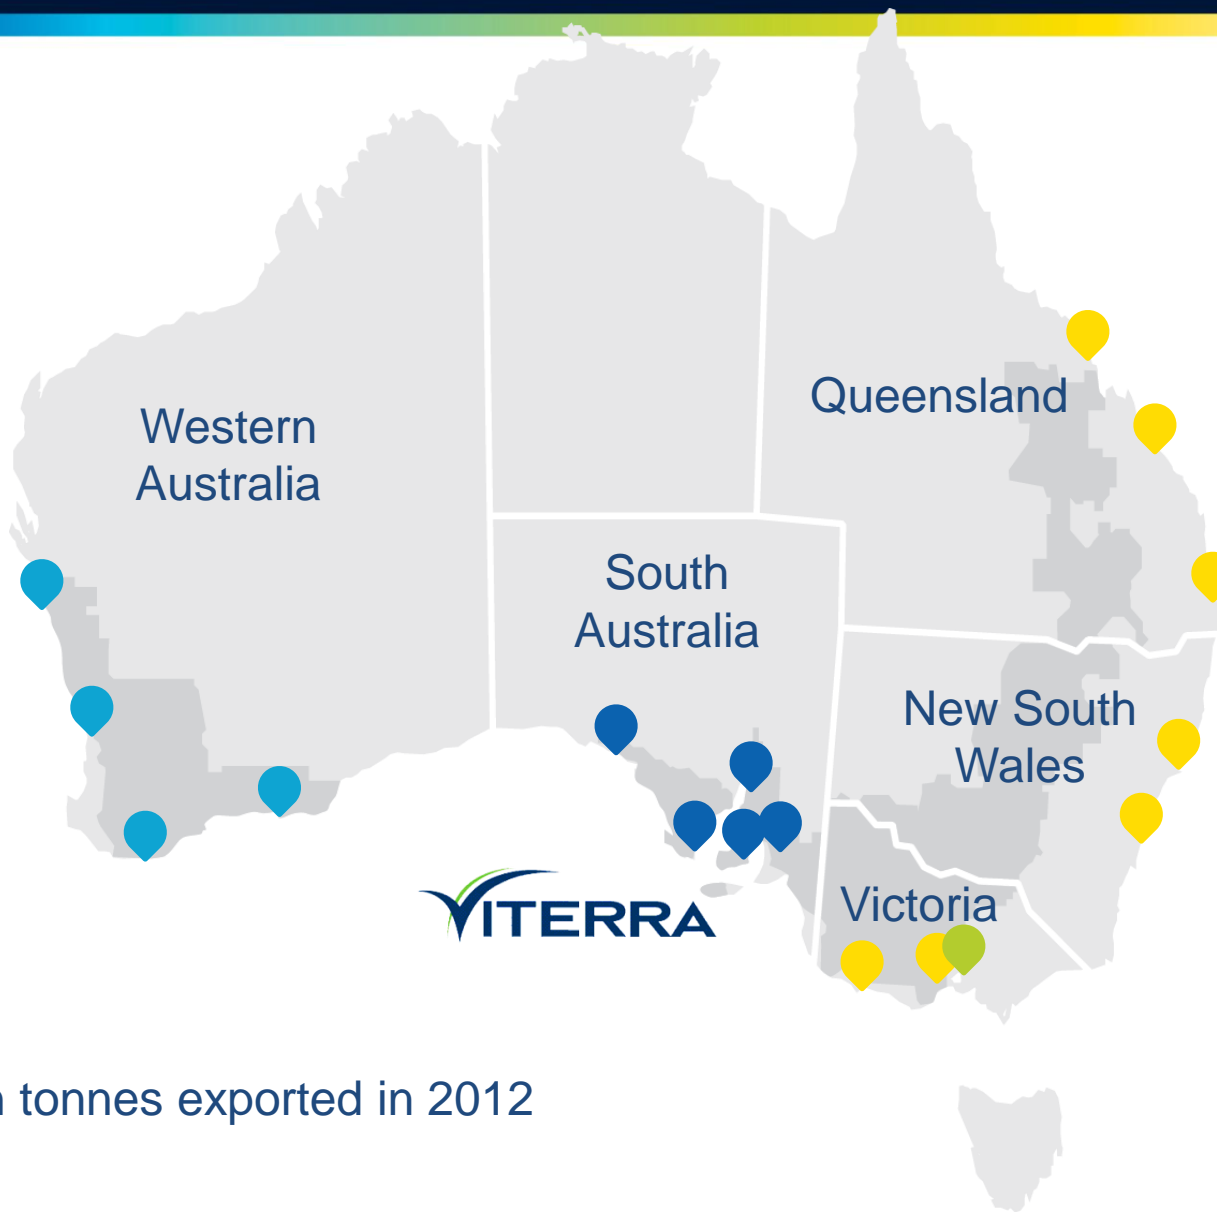 Queensland
Western
Australia
South
Australia
New South
Wales
VITERRA
Victoria
tonnes exported in 2012